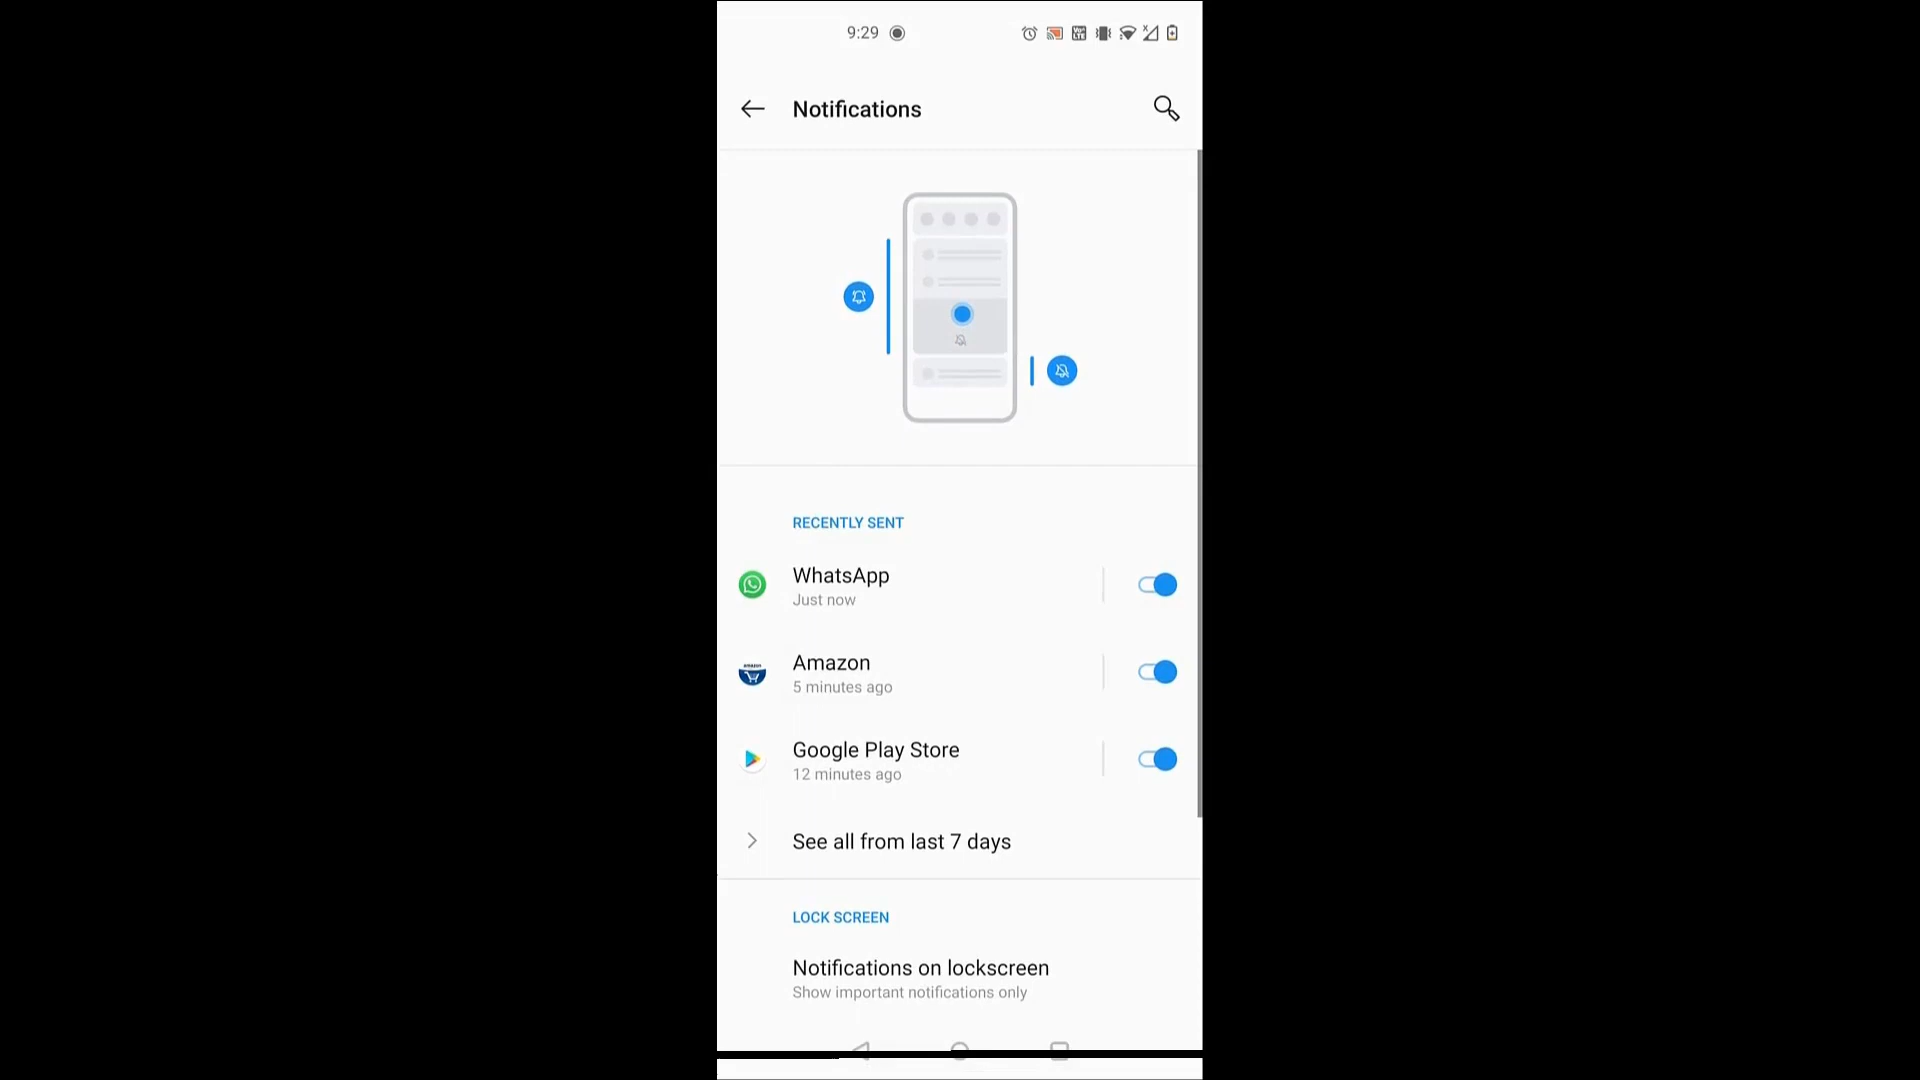 9:29
Notifications
RECENTLY SENT
WhatsApp
Just now
amazon
Amazon
5 minutes ago
Google Play Store
12 minutes ago
See all from last 7 days
LOCK SCREEN
Notifications on lockscreen
Show important notifications only